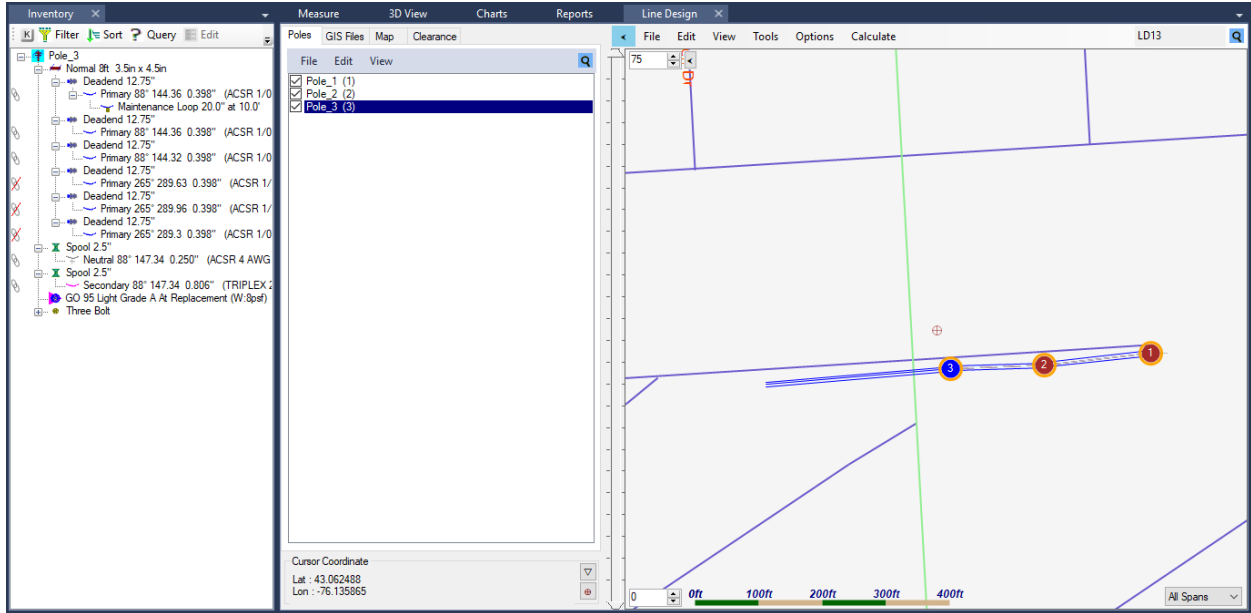 Inventory
Measure 3D View Charts Reports Line Design
K Filter Sort ? Query Edit
Poles GIS Files Map Clearance
File Edit View Tools Options Calculate LD13
Pole_3
Normal 8ft 3.5in x 4.5in
Deadend 12.75"
Primary 88° 144.36 0.398" (ACSR 1/0
Maintenance Loop 20.0" at 10.0'
Deadend 12.75"
Primary 88° 144.36 0.398" (ACSR 1/0
Deadend 12.75"
Primary 88° 144.32 0.398" (ACSR 1/0
Deadend 12.75"
Primary 265° 289.63 0.398" (ACSR 1/
Deadend 12.75"
Primary 265° 289.96 0.398" (ACSR 1/
Deadend 12.75"
Primary 265° 289.3 0.398" (ACSR 1/0
Spool 2.5"
Neutral 88° 147.34 0.250" (ACSR 4 AWG
Spool 2.5"
Secondary 88° 147.34 0.806" (TRIPLEX 2
GO 95 Light Grade A At Replacement (W:8psf)
Three Bolt
File Edit View
Pole_1 (1)
Pole_2 (2)
Pole_3 (3)
Cursor Coordinate
Lat : 43.062488
Lon : -76.135865
75
Dr
1
2
3
0
0ft 100ft 200ft 300ft 400ft
All Spans